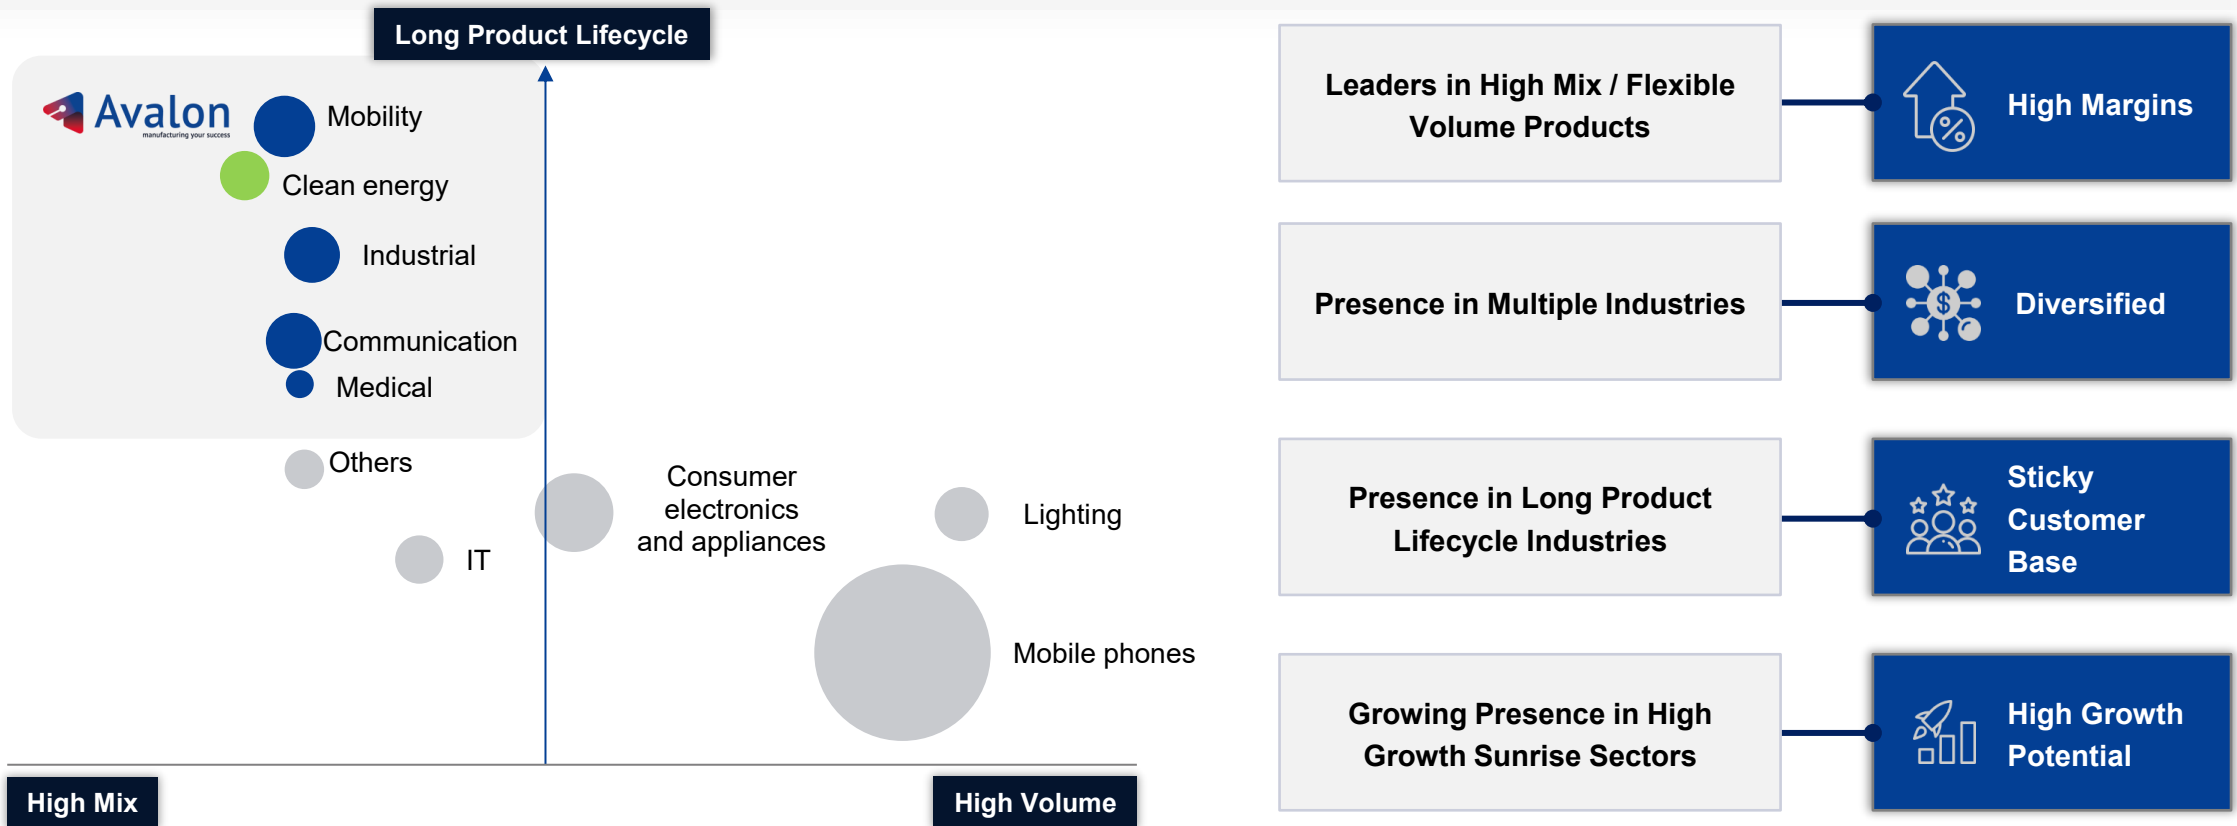 Long Product Lifecycle
Avalon
manufacturing your success
Mobility
Clean energy
Industrial
Communication
Medical
Others
IT
Consumer
electronics
and appliances
Lighting
Mobile phones
High Mix
High Volume
Leaders in High Mix / Flexible
Volume Products
High Margins
Presence in Multiple Industries
Diversified
Presence in Long Product
Lifecycle Industries
Sticky
Customer
Base
Growing Presence in High
Growth Sunrise Sectors
High Growth
Potential